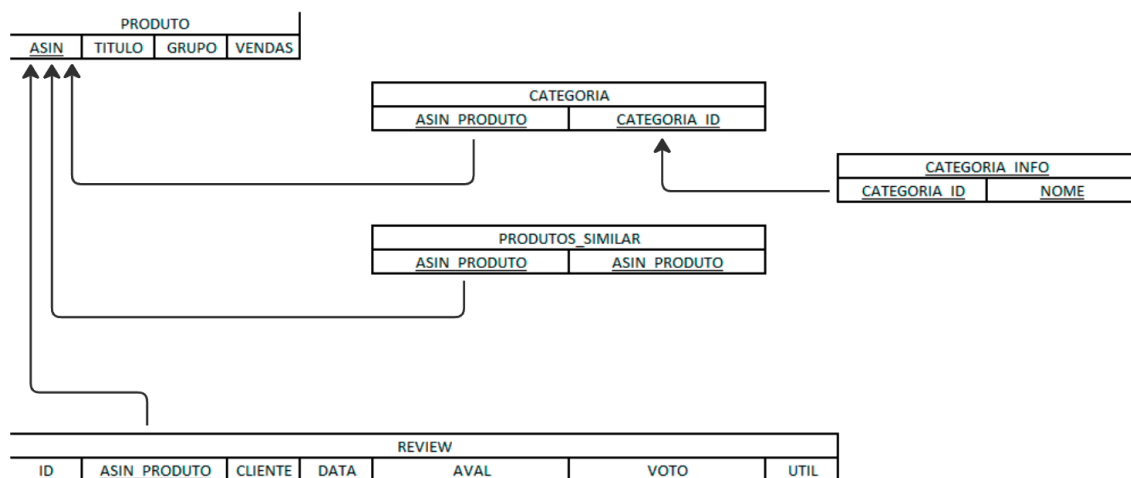 PRODUTO
ASIN TITULO GRUPO VENDAS
CATEGORIA
ASIN_PRODUTO CATEGORIA_ID
CATEGORIA_INFO
CATEGORIA_ID NOME
PRODUTOS_SIMILAR
ASIN_PRODUTO ASIN_PRODUTO
REVIEW
ID ASIN_PRODUTO CLIENTE DATA AVAL VOTO UTIL